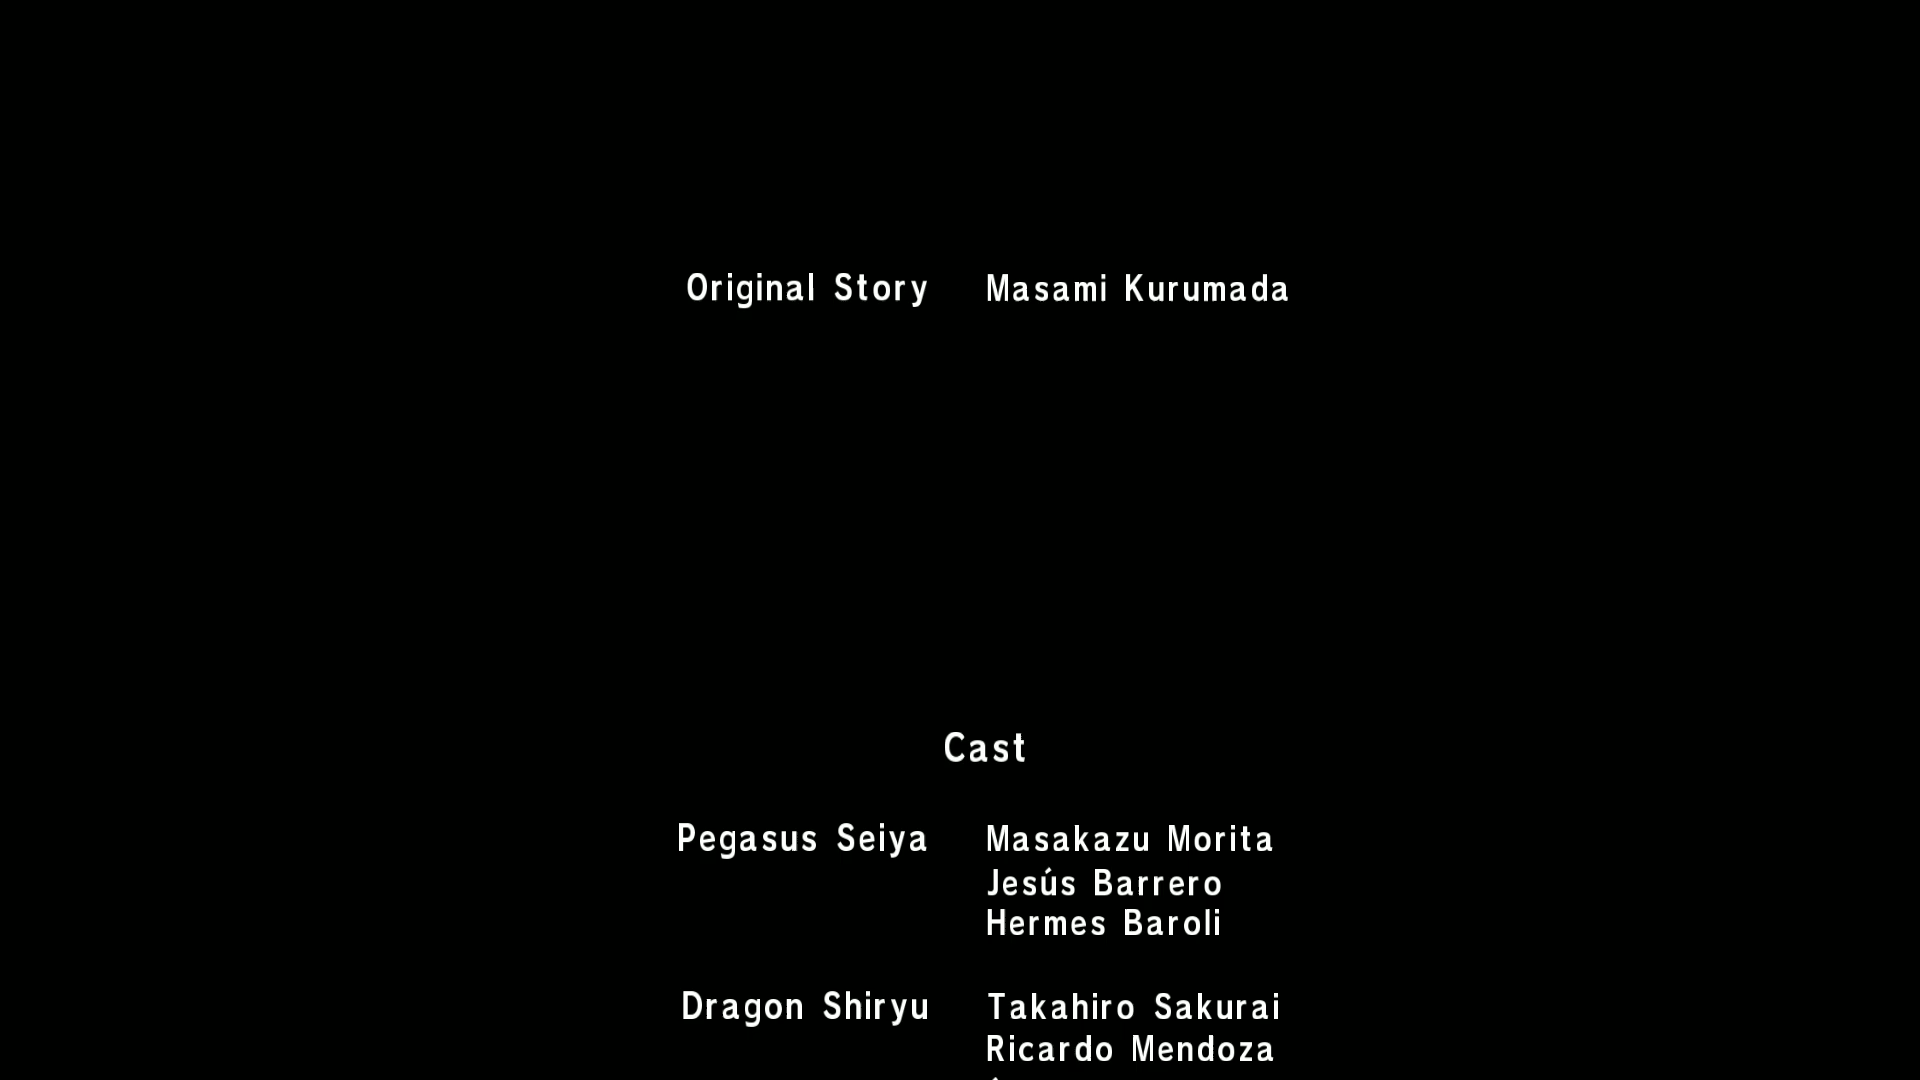 Original Story Masami Kurumada
Cast
Pegasus Seiya Masakazu Morita
Jesús Barrero
Hermes Baroli
Dragon Shiryu Takahiro Sakurai
Ricardo Mendoza